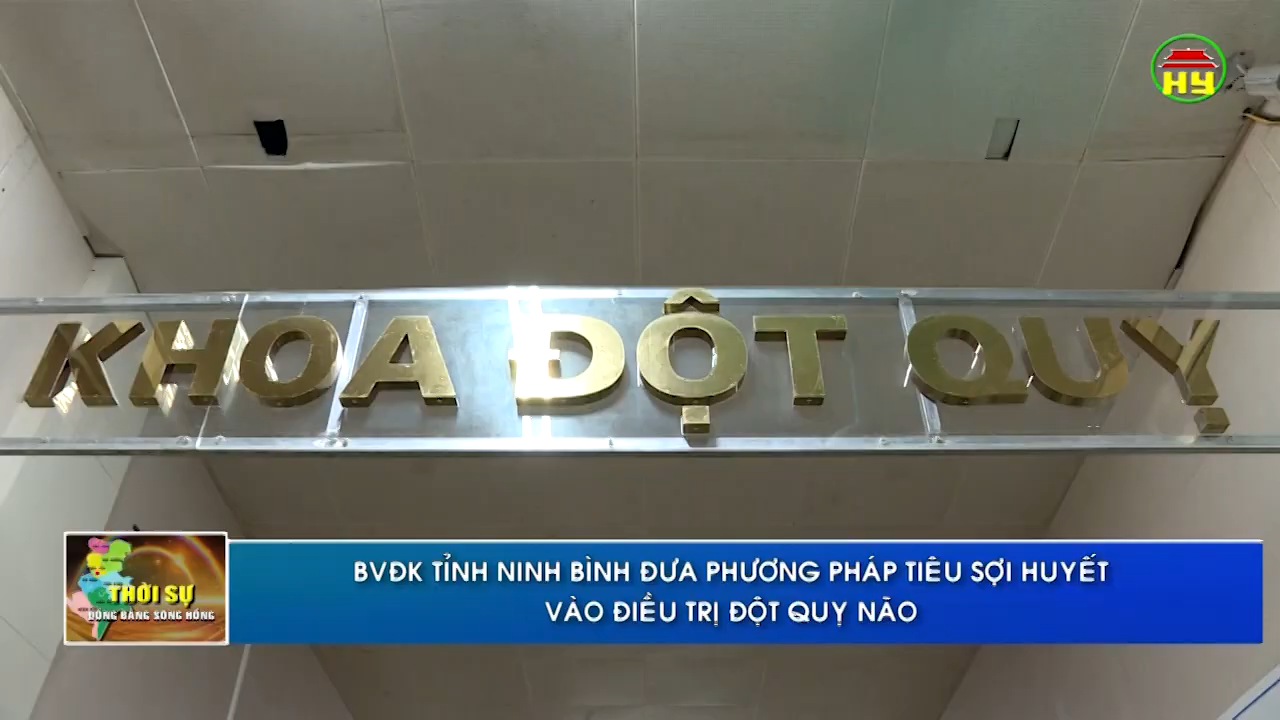 HY
KHOA ĐỘT QUỴ
THỜI SỰ
ĐỒNG BẰNG SÔNG HỒNG
BVĐK TỈNH NINH BÌNH ĐƯA PHƯƠNG PHÁP TIÊU SỢI HUYẾT
VÀO ĐIỀU TRỊ ĐỘT QUỴ NÃO